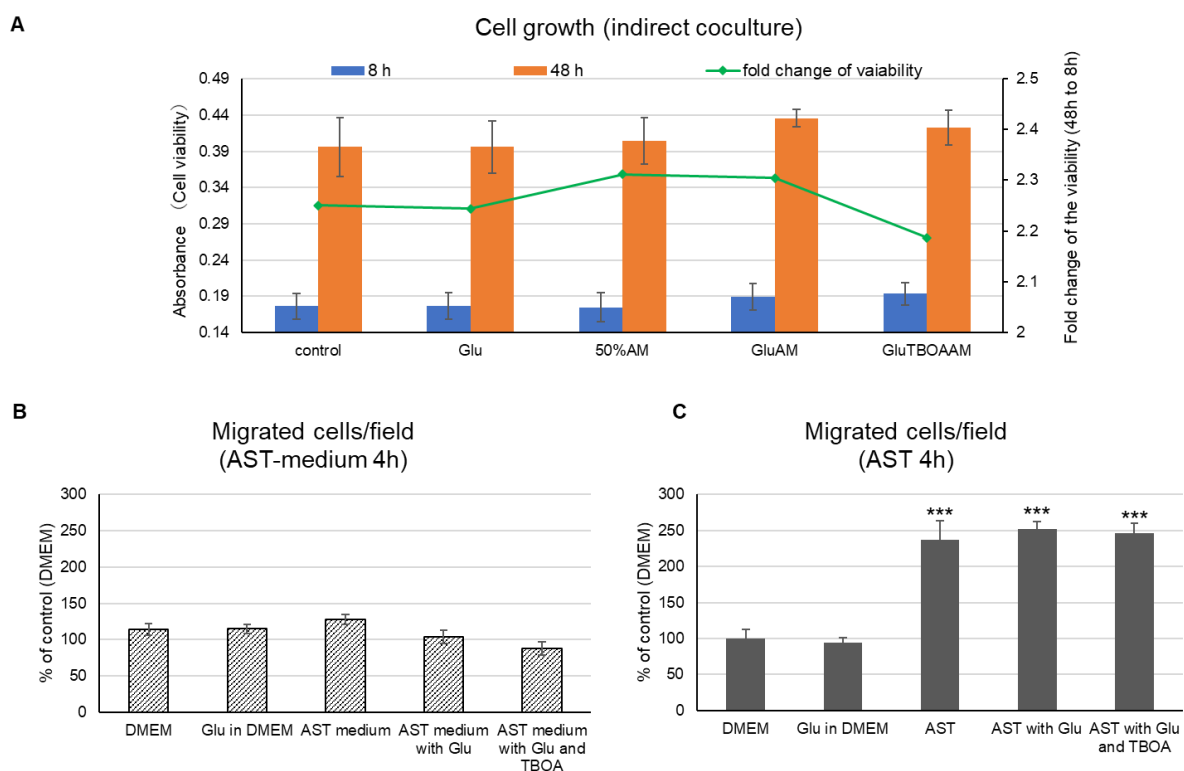 A
Cell growth (indirect coculture)
8 h
48 h
fold change of vaiability
Absorbance （Cell viability）
0.49
0.44
0.39
0.34
0.29
0.24
0.19
0.14
2.5
2.4
2.3
2.2
2.1
2
Fold change of the viability (48h to 8h)
control
Glu
50%AM
GluAM
GluTBOAAM
B
Migrated cells/field
(AST-medium 4h)
% of control (DMEM)
300
250
200
150
100
50
0
DMEM
Glu in DMEM
AST medium
AST medium
with Glu
AST medium
with Glu and
TBOA
C
Migrated cells/field
(AST 4h)
% of control (DMEM)
300
250
200
150
100
50
0
***
***
***
DMEM
Glu in DMEM
AST
AST with Glu
AST with Glu
and TBOA